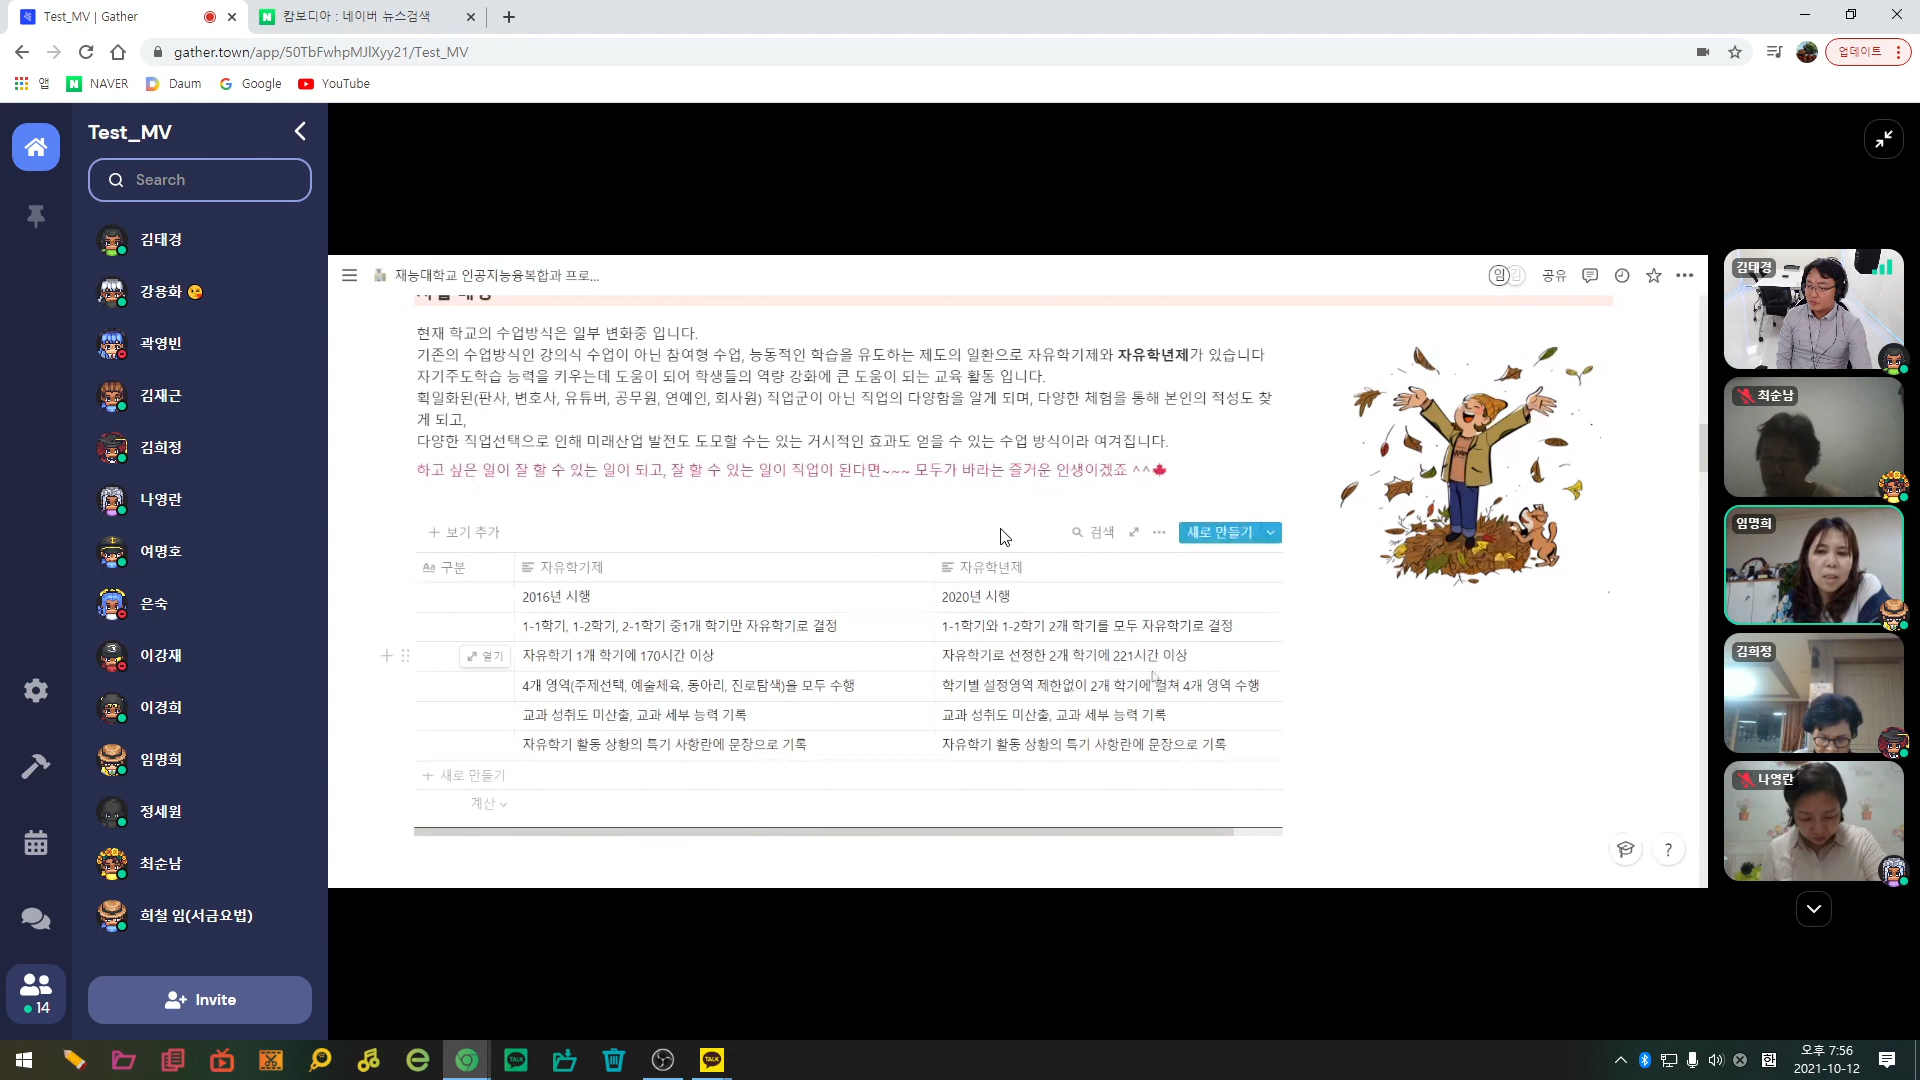 Test_MV | Gather
캄보디아 : 네이버 뉴스검색
gather.town/app/50TbFwhpMJlXyy21/Test_MV
업데이트
앱
NAVER
Daum
Google
YouTube
Test_MV
Search
김태경
강용화
곽영빈
김재근
김희정
나영란
여명호
은숙
이강재
이경희
임명희
정세원
최순남
희철 임(서금요법)
14
Invite
재능대학교 인공지능융복합과 프로...
임
김
공유
현재 학교의 수업방식은 일부 변화중 입니다.
기존의 수업방식인 강의식 수업이 아닌 참여형 수업, 능동적인 학습을 유도하는 제도의 일환으로 자유학기제와 자유학년제가 있습니다
자기주도학습 능력을 키우는데 도움이 되어 학생들의 역량 강화에 큰 도움이 되는 교육 활동 입니다.
획일화된(판사, 변호사, 유튜버, 공무원, 연예인, 회사원) 직업군이 아닌 직업의 다양함을 알게 되며, 다양한 체험을 통해 본인의 적성도 찾
게 되고,
다양한 직업선택으로 인해 미래산업 발전도 도모할 수는 있는 거시적인 효과도 얻을 수 있는 수업 방식이라 여겨집니다.
하고 싶은 일이 잘 할 수 있는 일이 되고, 잘 할 수 있는 일이 직업이 된다면~~~ 모두가 바라는 즐거운 인생이겠죠 ^^
보기 추가
검색
새로 만들기
Aa 구분
자유학기제
자유학년제
2016년 시행
2020년 시행
1-1학기, 1-2학기, 2-1학기 중1개 학기만 자유학기로 결정
1-1학기와 1-2학기 2개 학기를 모두 자유학기로 결정
열기
자유학기 1개 학기에 170시간 이상
자유학기로 선정한 2개 학기에 221시간 이상
4개 영역(주제선택, 예술체육, 동아리, 진로탐색)을 모두 수행
학기별 설정영역 제한없이 2개 학기에 걸쳐 4개 영역 수행
교과 성취도 미산출, 교과 세부 능력 기록
교과 성취도 미산출, 교과 세부 능력 기록
자유학기 활동 상황의 특기 사항란에 문장으로 기록
자유학기 활동 상황의 특기 사항란에 문장으로 기록
새로 만들기
계산
?
김태경
최순남
임명희
김희정
나영란
TALK
TALK
한
오후 7:56
2021-10-12